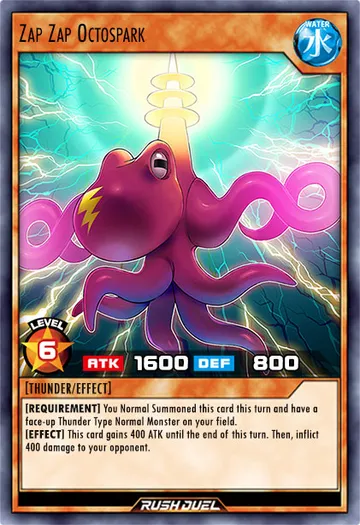 Zap Zap Octospark
WATER
水
LEVEL
6
ATK 1600 DEF 800
[THUNDER/EFFECT]
[REQUIREMENT] You Normal Summoned this card this turn and have a
face-up Thunder Type Normal Monster on your field.
[EFFECT] This card gains 400 ATK until the end of this turn. Then, inflict
400 damage to your opponent.
RUSH DUEL